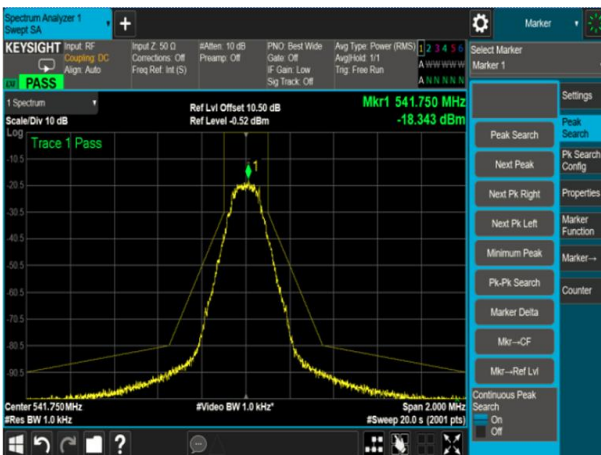 Spectrum Analyzer 1
Swept SA
+
Marker
KEYSIGHT
Input: RF
Coupling: DC
Align: Auto
Input Z: 50 Ω
Corrections: Off
Freq Ref: Int (S)
#Atten: 10 dB
Preamp: Off
PNO: Best Wide
Gate: Off
IF Gain: Low
Sig Track: Off
Avg Type: Power (RMS)
Avg|Hold: 1/1
Trig: Free Run
1 2 3 4 5 6
A W W W W W
A N N N N N
PASS
Select Marker
Marker 1
1 Spectrum
Scale/Div 10 dB
Ref Lvl Offset 10.50 dB
Ref Level -0.52 dBm
Mkr1 541.750 MHz
-18.343 dBm
Log
Trace 1 Pass
1
-10.5
-20.5
-30.5
-40.5
-50.5
-60.5
-70.5
-80.5
-90.5
Center 541.750 MHz
#Res BW 1.0 kHz
#Video BW 1.0 kHz*
Span 2.000 MHz
#Sweep 20.0 s (2001 pts)
Peak Search
Next Peak
Next Pk Right
Next Pk Left
Minimum Peak
Pk-Pk Search
Marker Delta
Mkr→CF
Mkr→Ref Lvl
Continuous Peak
Search
On
Off
Settings
Peak
Search
Pk Search
Config
Properties
Marker
Function
Marker→
Counter
?